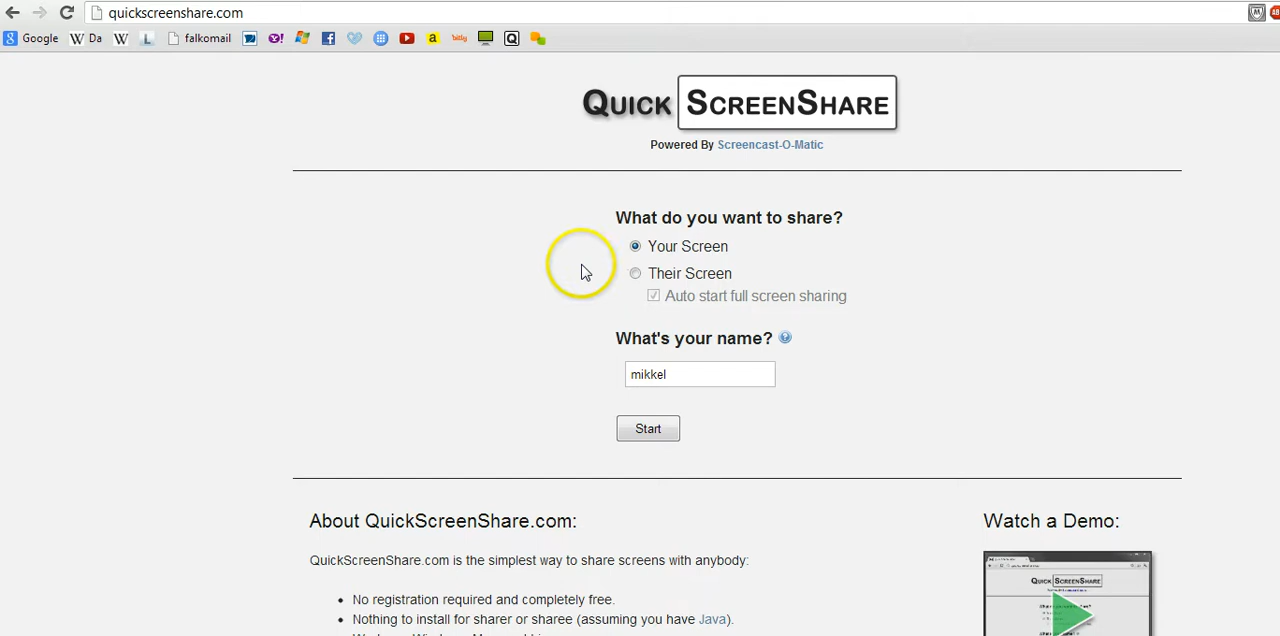 quickscreenshare.com
Google W Da W L falkomail bitly Q
QUICK SCREENSHARE
Powered By Screencast-O-Matic
What do you want to share?
Your Screen
Their Screen
Auto start full screen sharing
What's your name?
mikkel
Start
About QuickScreenShare.com:
Watch a Demo:
QuickScreenShare.com is the simplest way to share screens with anybody:
No registration required and completely free.
Nothing to install for sharer or sharee (assuming you have Java).